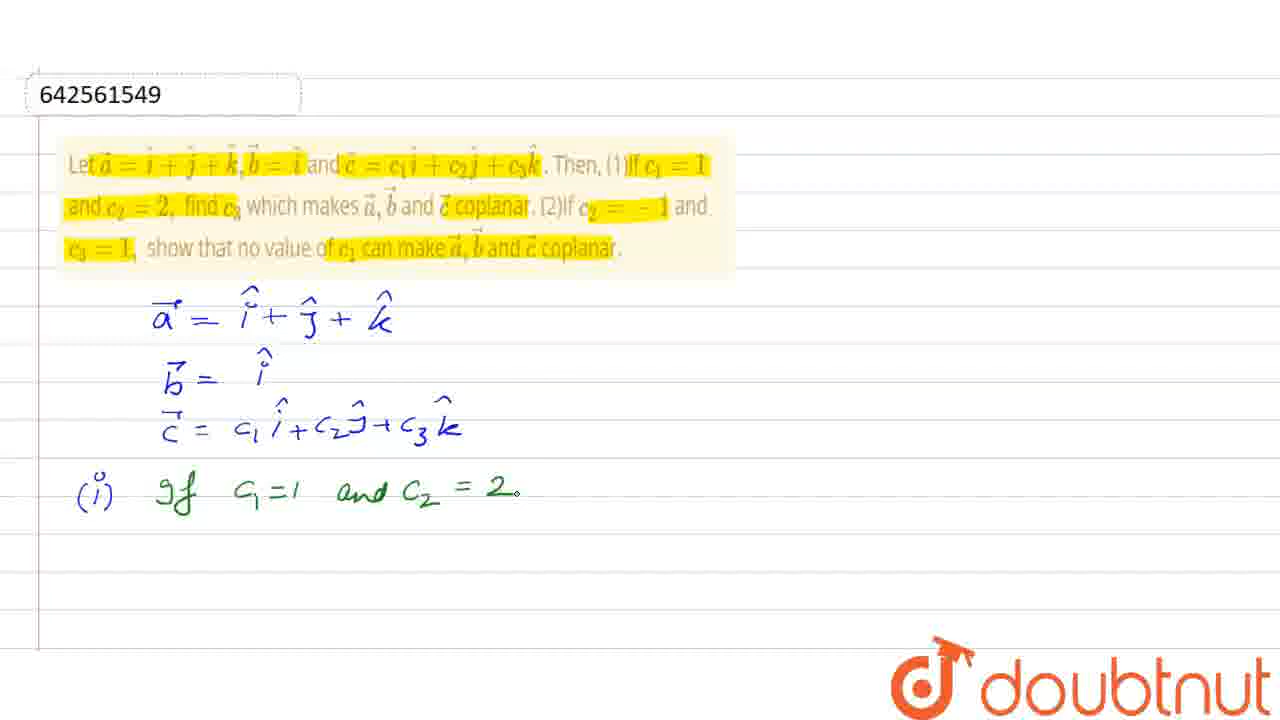 642561549
Let a⃗ = î + ĵ + k̂, b⃗ = î and c⃗ = c₁î + c₂ĵ + c₃k̂. Then, (1)If c₁ = 1
and c₂ = 2, find c₃ which makes a⃗, b⃗ and c⃗ coplanar. (2)If c₂ = −1 and
c₃ = 1, show that no value of c₁ can make a⃗, b⃗ and c⃗ coplanar.
a⃗ = î + ĵ + k̂
b⃗ = î
c⃗ = c₁î + c₂ĵ + c₃k̂
(i) If c₁ = 1 and c₂ = 2.
doubtnut